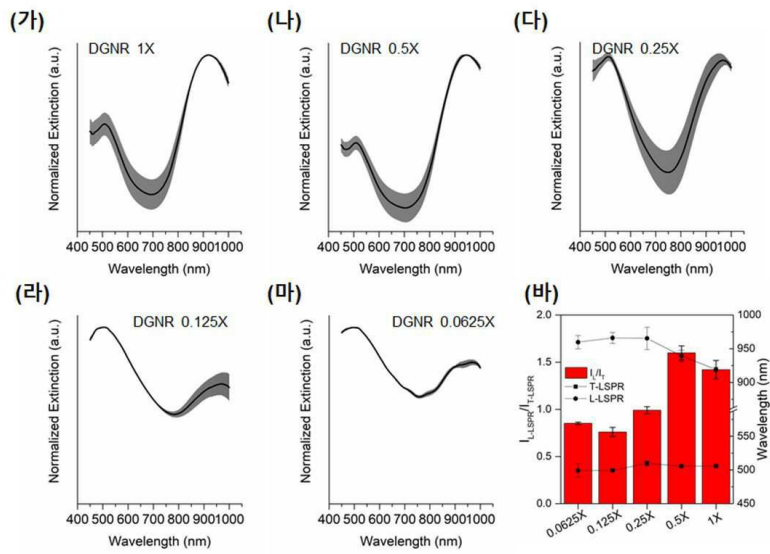 (가)
DGNR 1X
Normalized Extinction (a.u.)
400 500 600 700 800 9001000
Wavelength (nm)
(나)
DGNR 0.5X
Normalized Extinction (a.u.)
400 500 600 700 800 9001000
Wavelength (nm)
(다)
DGNR 0.25X
Normalized Extinction (a.u.)
400 500 600 700 800 9001000
Wavelength (nm)
(라)
DGNR 0.125X
Normalized Extinction (a.u.)
400 500 600 700 800 9001000
Wavelength (nm)
(마)
DGNR 0.0625X
Normalized Extinction (a.u.)
400 500 600 700 800 9001000
Wavelength (nm)
(바)
I L-LSPR/I T-LSPR
2.0
1.5
1.0
0.5
0.0
IL/IT
T-LSPR
L-LSPR
1000
950
900
550
500
450
Wavelength (nm)
0.0625X
0.125X
0.25X
0.5X
1X